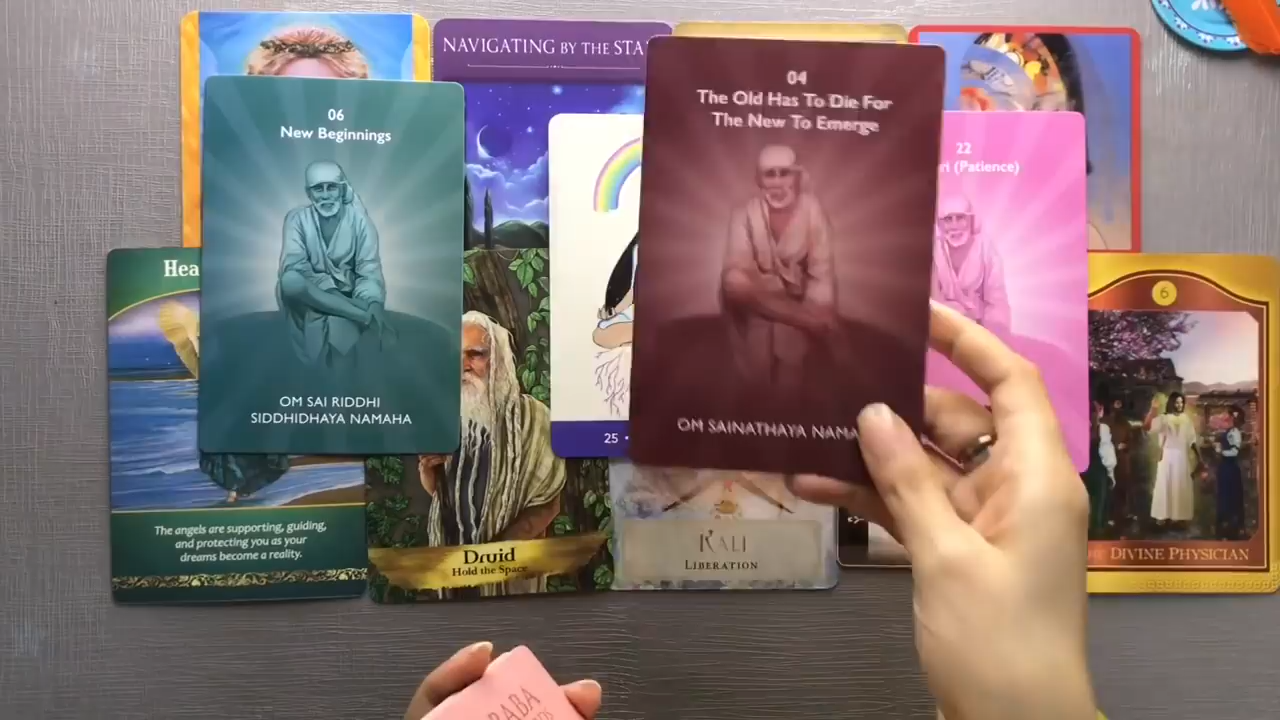 NAVIGATING BY THE STA
06
New Beginnings
OM SAI RIDDHI
SIDDHIDHAYA NAMAHA
04
The Old Has To Die For
The New To Emerge
OM SAINATHAYA NAMA
22
ri (Patience)
Hea
The angels are supporting, guiding,
and protecting you as your
dreams become a reality.
Druid
Hold the Space
25 •
KALI
LIBERATION
6
DIVINE PHYSICIAN
BABA